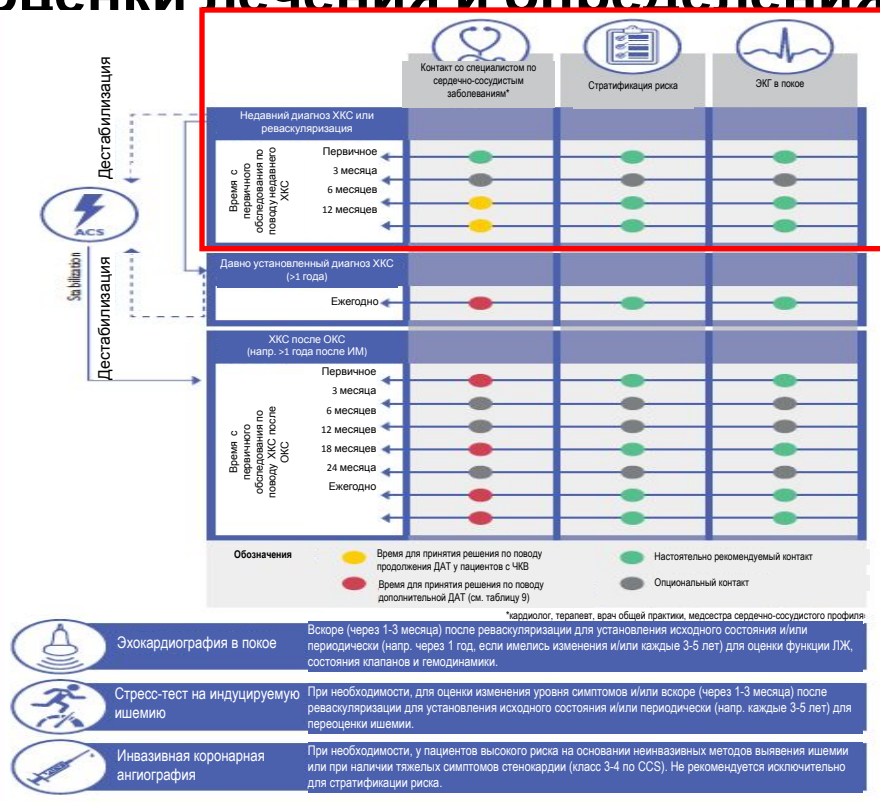 оценки лечения и определения
Контакт со специалистом по
сердечно-сосудистым
заболеваниям*
Стратификация риска
ЭКГ в покое
Дестабилизация
Недавний диагноз ХКС или
реваскуляризация
Время с
первичного
обследования по
поводу недавнего
ХКС
Первичное
3 месяца
6 месяцев
12 месяцев
ACS
Stabilization
Дестабилизация
Давно установленный диагноз ХКС
(>1 года)
Ежегодно
ХКС после ОКС
(напр. >1 года после ИМ)
Время с
первичного
обследования по
поводу ХКС после
ОКС
Первичное
3 месяца
6 месяцев
12 месяцев
18 месяцев
24 месяца
Ежегодно
Обозначения
Время для принятия решения по поводу
продолжения ДАТ у пациентов с ЧКВ
Время для принятия решения по поводу
дополнительной ДАТ (см. таблицу 9)
Настоятельно рекомендуемый контакт
Опциональный контакт
*кардиолог, терапевт, врач общей практики, медсестра сердечно-сосудистого профиля
Эхокардиография в покое
Вскоре (через 1-3 месяца) после реваскуляризации для установления исходного состояния и/или
периодически (напр. через 1 год, если имелись изменения и/или каждые 3-5 лет) для оценки функции ЛЖ,
состояния клапанов и гемодинамики.
Стресс-тест на индуцируемую
ишемию
При необходимости, для оценки изменения уровня симптомов и/или вскоре (через 1-3 месяца) после
реваскуляризации для установления исходного состояния и/или периодически (напр. каждые 3-5 лет) для
переоценки ишемии.
Инвазивная коронарная
ангиография
При необходимости, у пациентов высокого риска на основании неинвазивных методов выявения ишемии
или при наличии тяжелых симптомов стенокардии (класс 3-4 по CCS). Не рекомендуется исключительно
для стратификации риска.